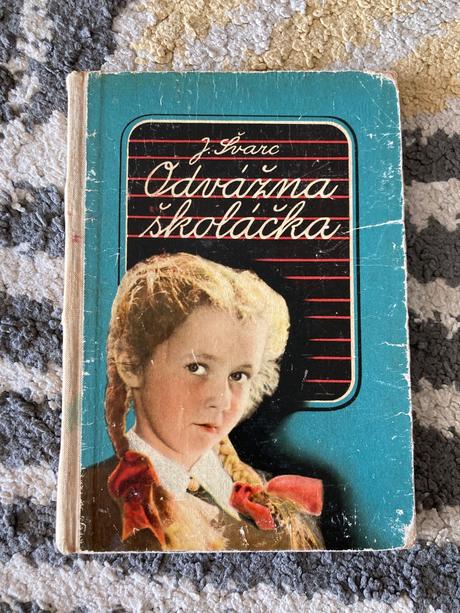 J. Švarc
Odvážna
školáčka